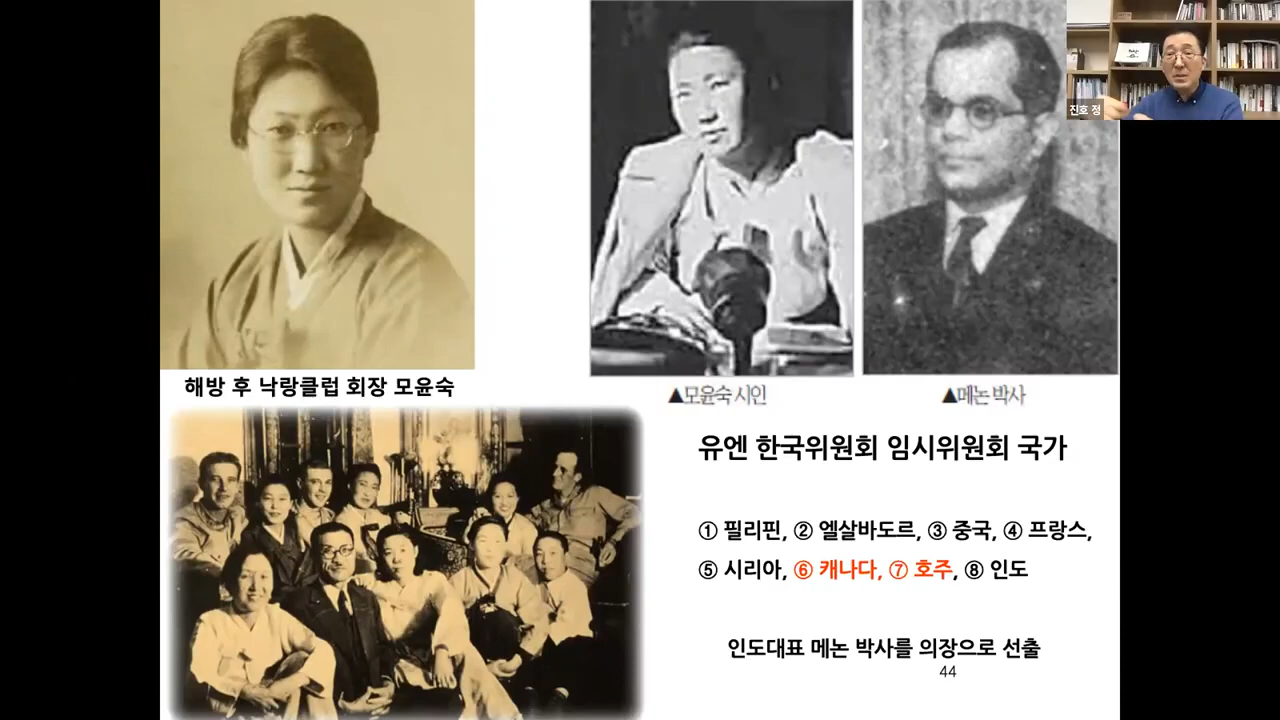 진호 정
해방 후 낙랑클럽 회장 모윤숙
▲모윤숙 시인
▲메논 박사
유엔 한국위원회 임시위원회 국가
① 필리핀, ② 엘살바도르, ③ 중국, ④ 프랑스,
⑤ 시리아, ⑥ 캐나다, ⑦ 호주, ⑧ 인도
인도대표 메논 박사를 의장으로 선출
44